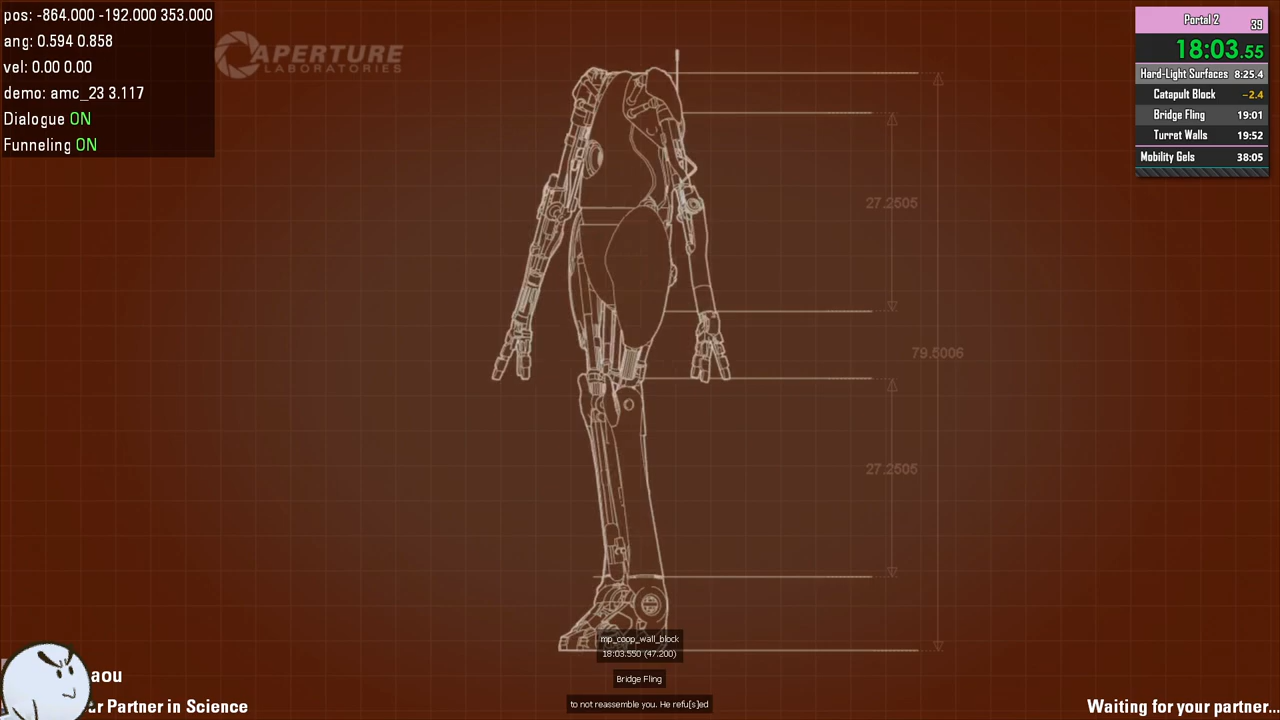 pos: -864.000 -192.000 353.000
ang: 0.594 0.858
vel: 0.00 0.00
demo: amc_23 3.117
Dialogue ON
Funneling ON
APERTURE
LABORATORIES
Portal 2
39
18:03.55
Hard-Light Surfaces 8:25.4
Catapult Block -2.4
Bridge Fling 19:01
Turret Walls 19:52
Mobility Gels 38:05
27.2505
79.5006
27.2505
mp_coop_wall_block
18:03.550 (47.200)
Bridge Fling
to not reassemble you. He refu[s]ed
aou
ur Partner in Science
Waiting for your partner...